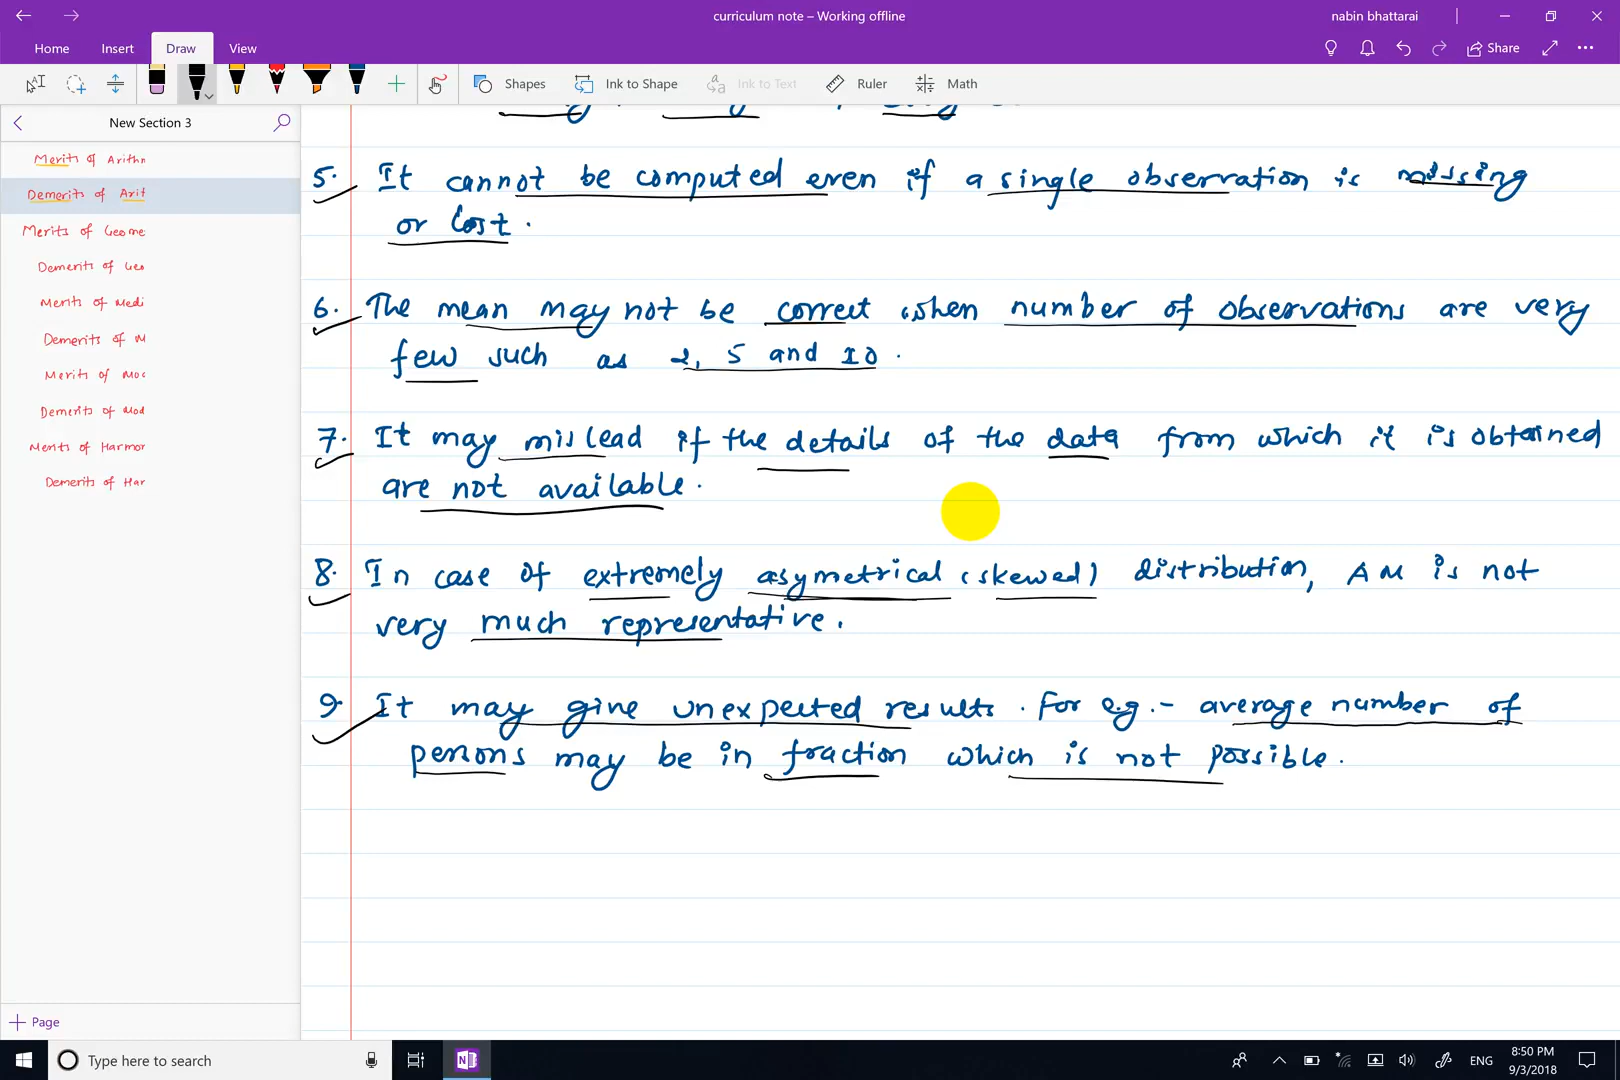 curriculum note – Working offline
nabin bhattarai
Home Insert Draw View
Share
Shapes Ink to Shape Ink to Text Ruler Math
New Section 3
Merits of Arithm
Demerits of Arit
Merits of Geome
Demerits of Geo
Merits of Medi
Demerits of M
Merits of Moc
Demerits of Mod
Merits of Harmor
Demerits of Har
5. It cannot be computed even if a single observation is missing
or Lost.
6. The mean may not be correct when number of observations are very
few such as 2, 5 and 10.
7. It may mislead if the details of the data from which it is obtained
are not available.
8. In case of extremely asymetrical (skewed) distribution, AM is not
very much representative.
9. It may give unexpected results. For e.g.- average number of
persons may be in fraction which is not possible.
Page
Type here to search
N
ENG
8:50 PM
9/3/2018